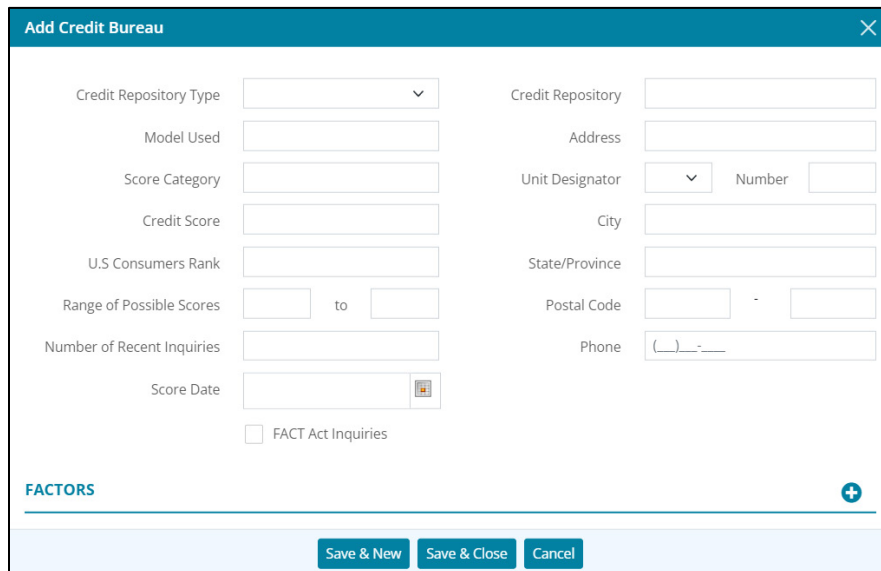 Add Credit Bureau
Credit Repository Type
Credit Repository
Model Used
Address
Score Category
Unit Designator
Number
Credit Score
City
U.S Consumers Rank
State/Province
Range of Possible Scores to
Postal Code -
Number of Recent Inquiries
Phone (__)___-____
Score Date
FACT Act Inquiries
FACTORS
Save & New Save & Close Cancel